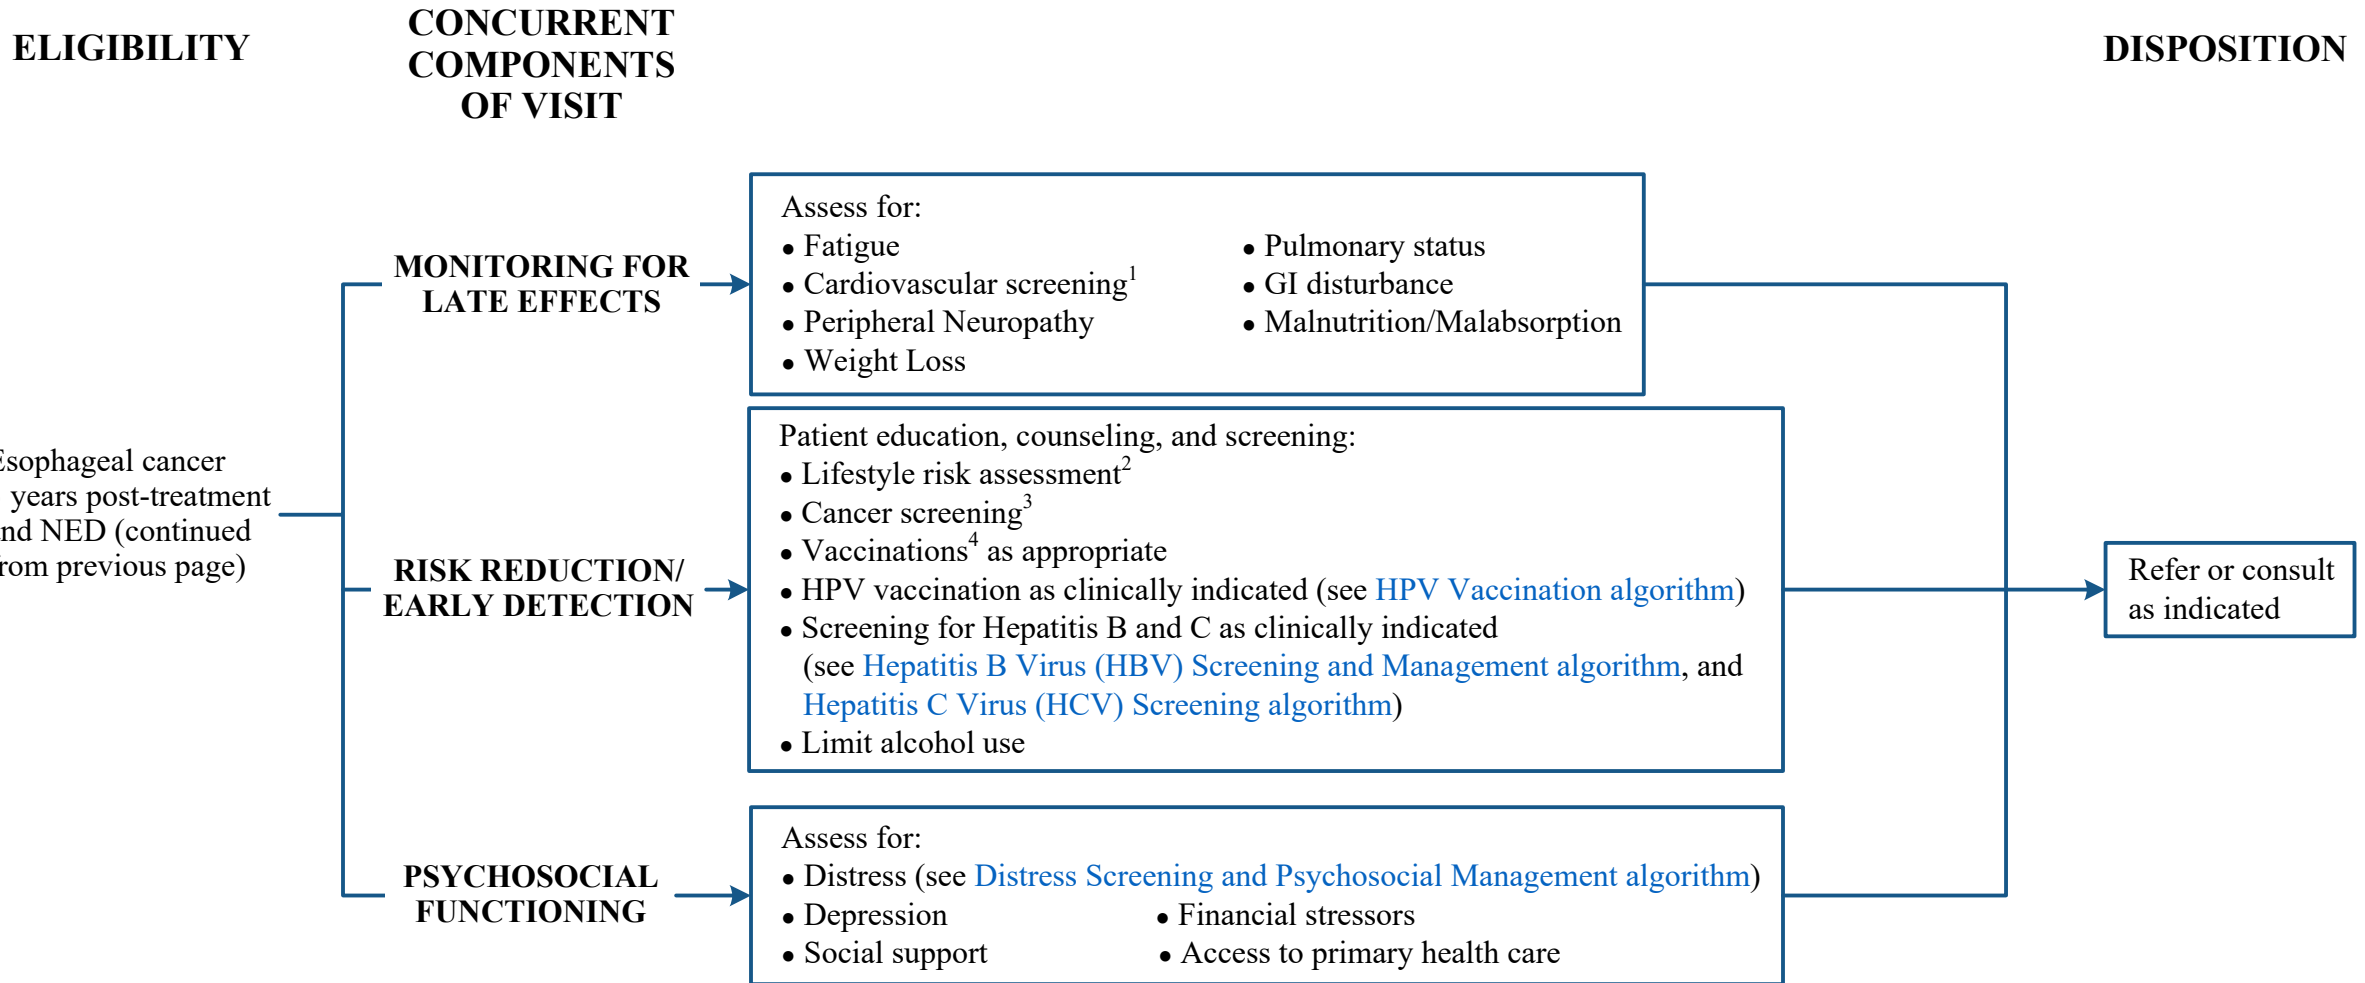 ELIGIBILITY
CONCURRENT
COMPONENTS
OF VISIT
DISPOSITION
years post-treatment
NED (continued
previous page)
cancer
MONITORING FOR
LATE EFFECTS
Assess for:
● Fatigue
● Cardiovascular screening1
● Peripheral Neuropathy
● Weight Loss
● Pulmonary status
● GI disturbance
● Malnutrition/Malabsorption
RISK REDUCTION/
EARLY DETECTION
Patient education, counseling, and screening:
● Lifestyle risk assessment2
● Cancer screening3
● Vaccinations4 as appropriate
● HPV vaccination as clinically indicated (see HPV Vaccination algorithm)
● Screening for Hepatitis B and C as clinically indicated
(see Hepatitis B Virus (HBV) Screening and Management algorithm, and
Hepatitis C Virus (HCV) Screening algorithm)
● Limit alcohol use
PSYCHOSOCIAL
FUNCTIONING
Assess for:
● Distress (see Distress Screening and Psychosocial Management algorithm)
● Depression
● Social support
● Financial stressors
● Access to primary health care
Refer or consult
as indicated